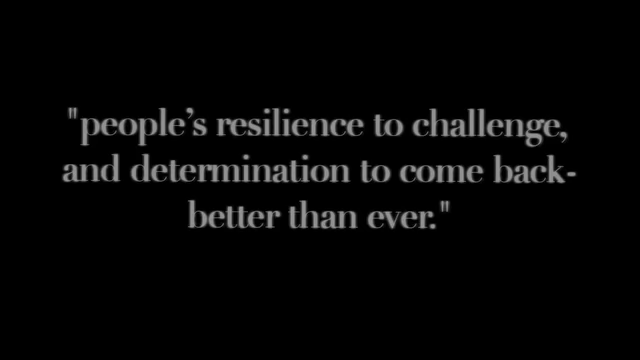 "people’s resilience to challenge,
and determination to come back-
better than ever."